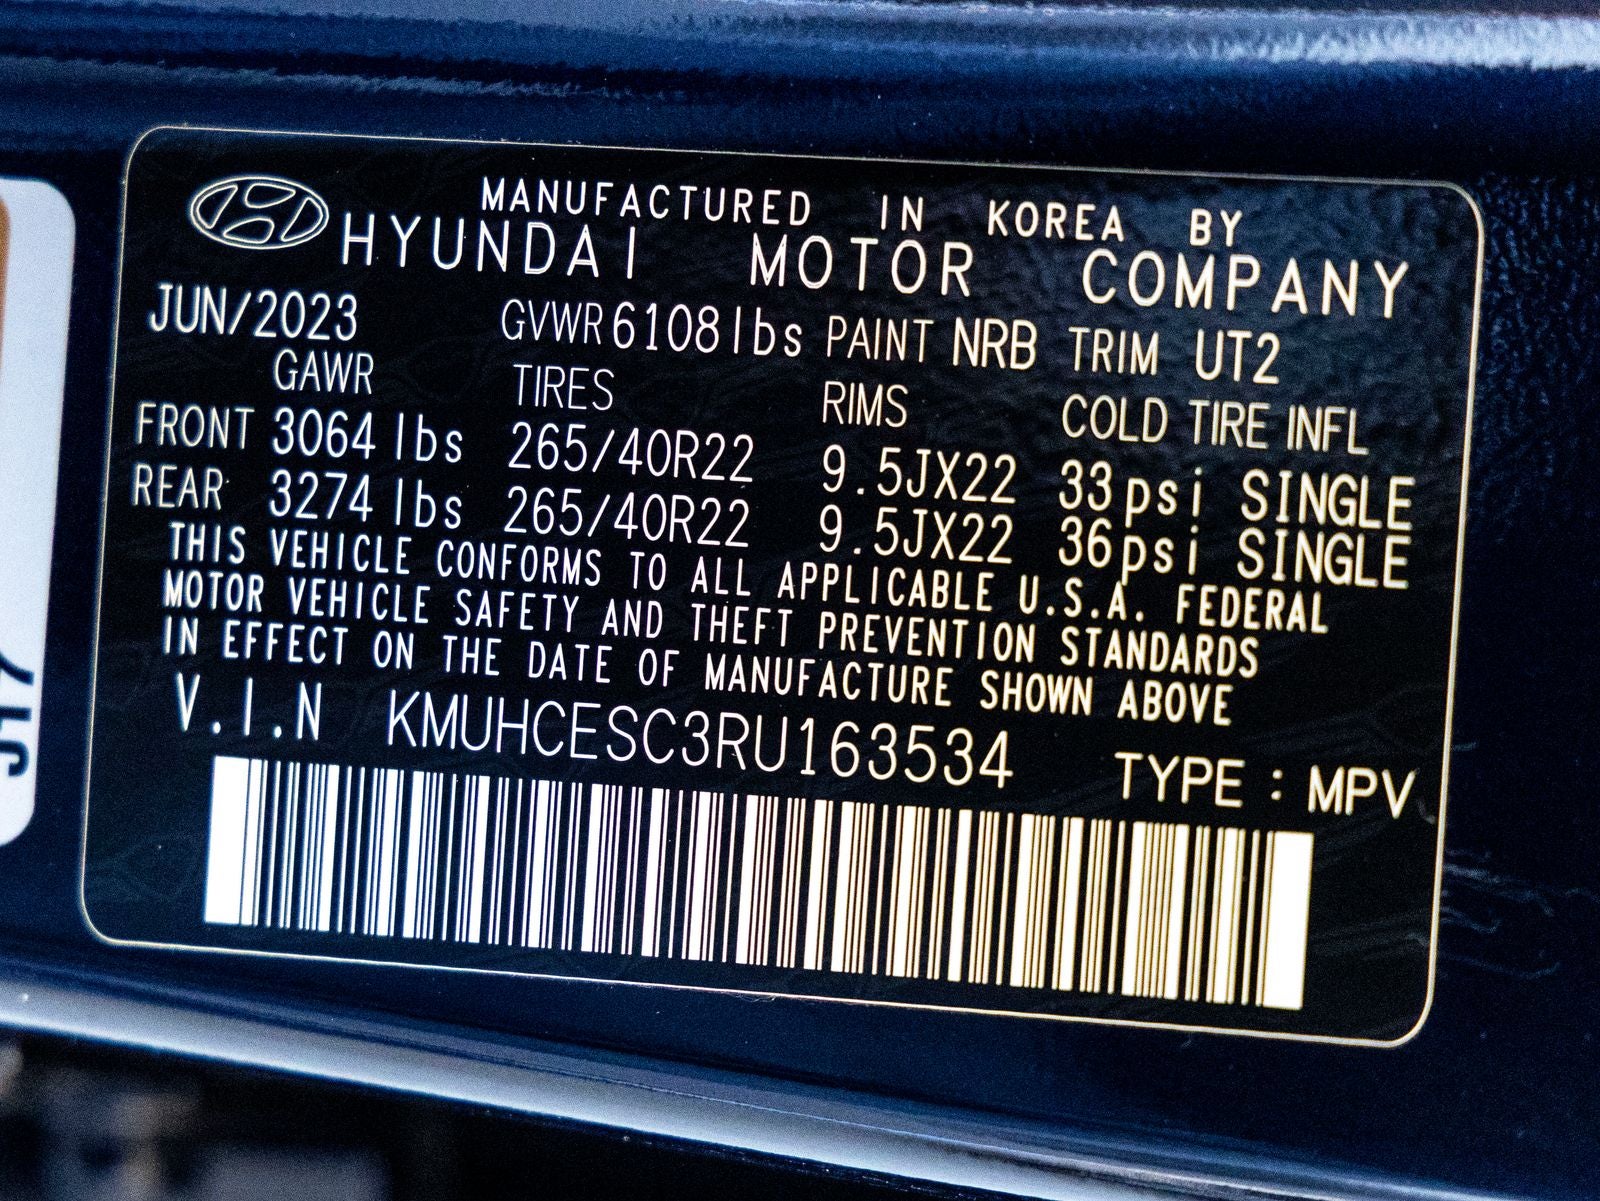 MANUFACTURED IN KOREA BY
HYUNDAI MOTOR COMPANY
JUN/2023 GVWR 6108 lbs PAINT NRB TRIM UT2
GAWR TIRES RIMS COLD TIRE INFL
FRONT 3064 lbs 265/40R22 9.5JX22 33psi SINGLE
REAR 3274 lbs 265/40R22 9.5JX22 36psi SINGLE
THIS VEHICLE CONFORMS TO ALL APPLICABLE U.S.A. FEDERAL
MOTOR VEHICLE SAFETY AND THEFT PREVENTION STANDARDS
IN EFFECT ON THE DATE OF MANUFACTURE SHOWN ABOVE
V.I.N KMUHCESC3RU163534 TYPE : MPV